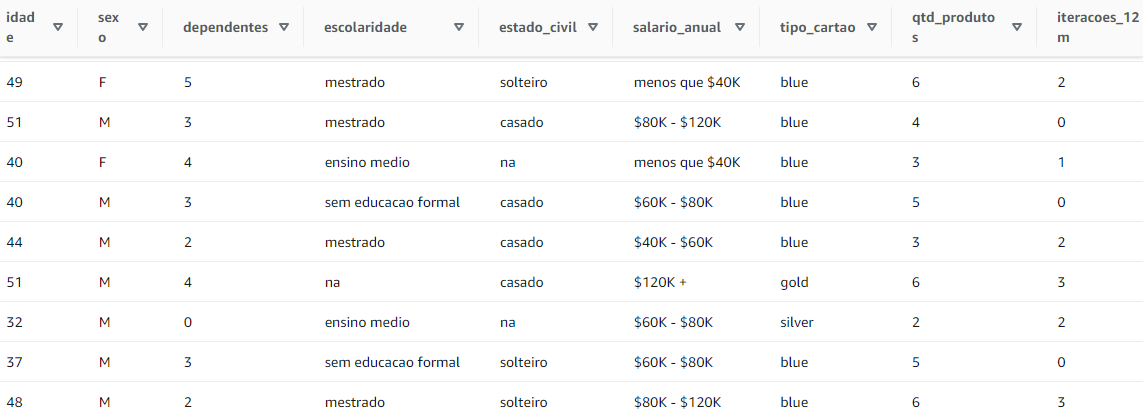 idade sexo dependentes escolaridade estado_civil salario_anual tipo_cartao qtd_produtos iteracoes_12m
49 F 5 mestrado solteiro menos que $40K blue 6 2
51 M 3 mestrado casado $80K - $120K blue 4 0
40 F 4 ensino medio na menos que $40K blue 3 1
40 M 3 sem educacao formal casado $60K - $80K blue 5 0
44 M 2 mestrado casado $40K - $60K blue 3 2
51 M 4 na casado $120K + gold 6 3
32 M 0 ensino medio na $60K - $80K silver 2 2
37 M 3 sem educacao formal solteiro $60K - $80K blue 5 0
48 M 2 mestrado solteiro $80K - $120K blue 6 3